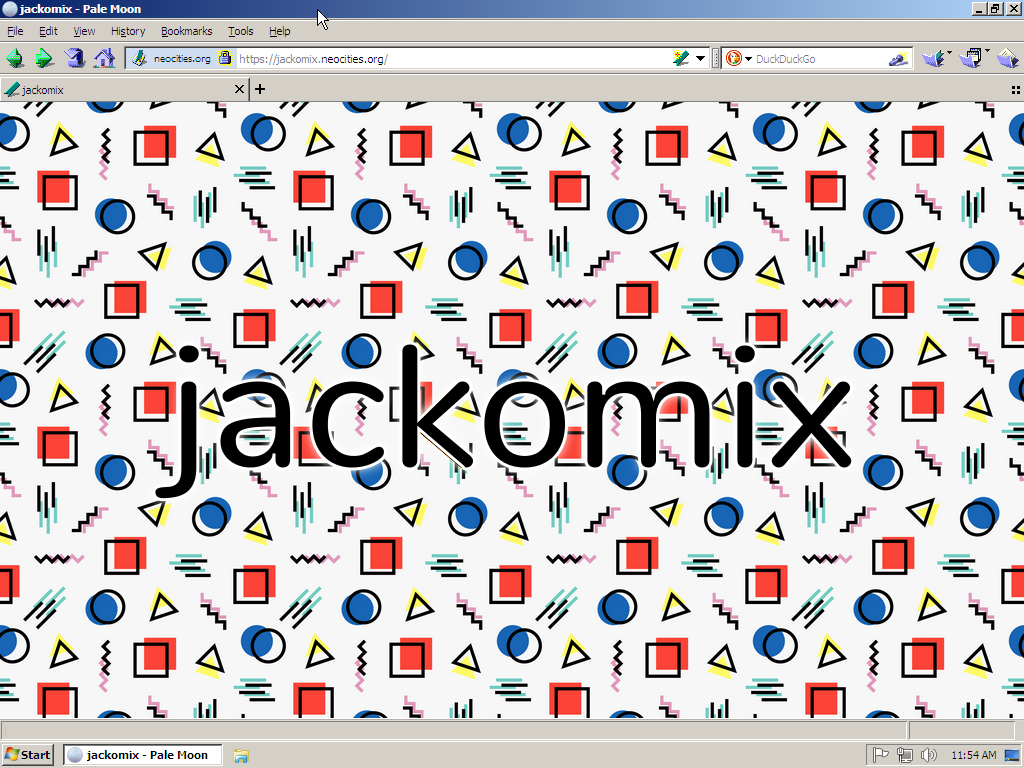 jackomix - Pale Moon
File Edit View History Bookmarks Tools Help
neocities.org https://jackomix.neocities.org/ DuckDuckGo
jackomix
jackomix
Start jackomix - Pale Moon 11:54 AM